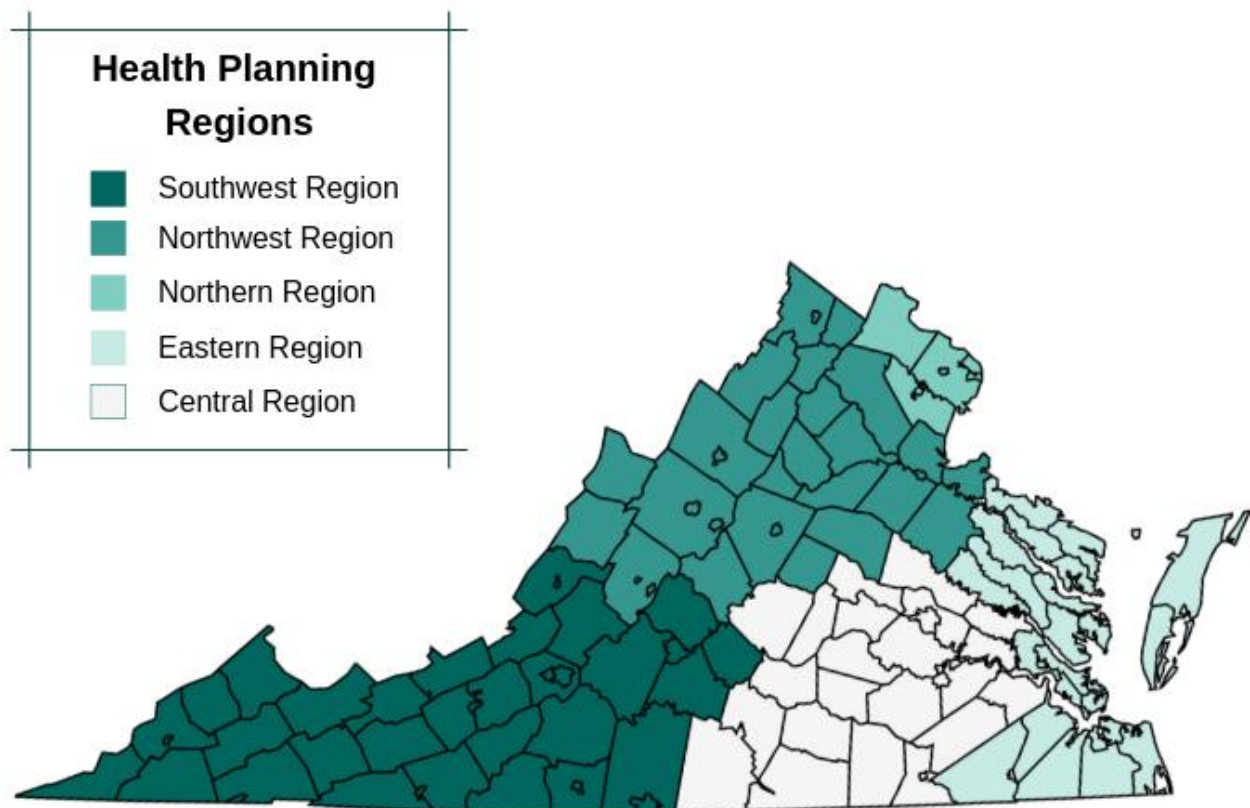 Health Planning
Regions
Southwest Region
Northwest Region
Northern Region
Eastern Region
Central Region